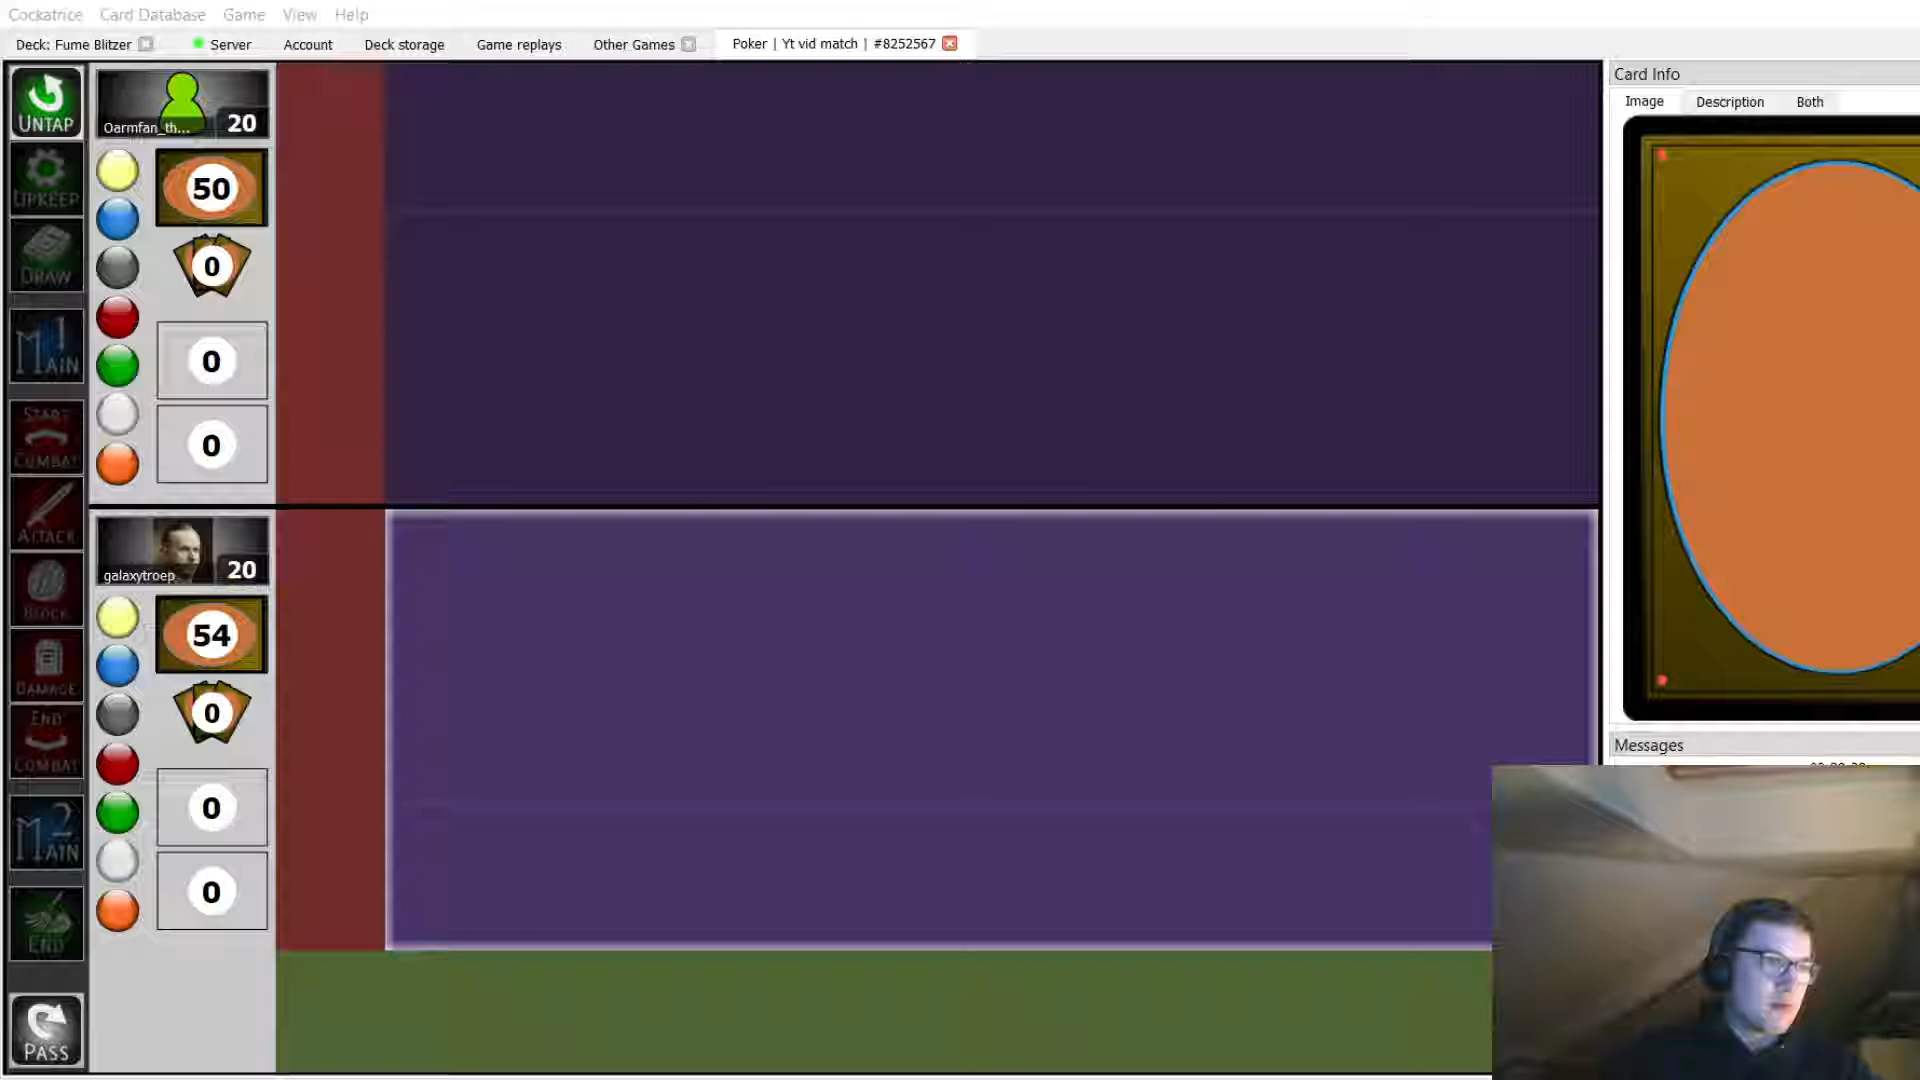 Cockatrice Card Database Game View Help
Deck: Fume Blitzer Server Account Deck storage Game replays Other Games Poker | Yt vid match | #8252567
Card Info
Image Description Both
UNTAP
UPKEEP
DRAW
MAIN 1
START COMBAT
ATTACK
BLOCK
DAMAGE
END COMBAT
MAIN 2
END
PASS
Oarmfan_th... 20
50
0
0
0
galaxytroep 20
54
0
0
0
Messages